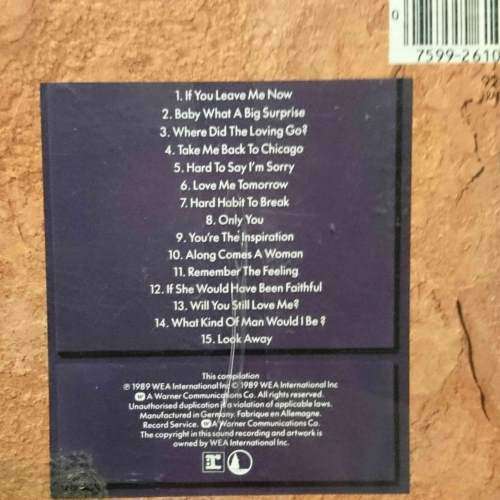 0
7599-2610
1. If You Leave Me Now
2. Baby What A Big Surprise
3. Where Did The Loving Go?
4. Take Me Back To Chicago
5. Hard To Say I'm Sorry
6. Love Me Tomorrow
7. Hard Habit To Break
8. Only You
9. You're The Inspiration
10. Along Comes A Woman
11. Remember The Feeling
12. If She Would Have Been Faithful
13. Will You Still Love Me?
14. What Kind Of Man Would I Be?
15. Look Away
This compilation
℗ 1989 WEA International Inc © 1989 WEA International Inc
A Warner Communications Co. All rights reserved.
Unauthorised duplication is a violation of applicable laws.
Manufactured in Germany. Fabrique en Allemagne.
Record Service. A Warner Communications Co.
The copyright in this sound recording and artwork is
owned by WEA International Inc.